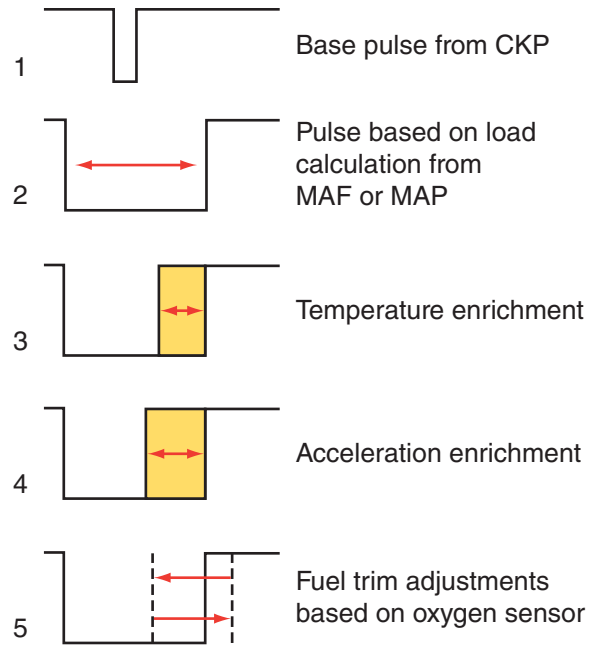 1
Base pulse from CKP
2
Pulse based on load
calculation from
MAF or MAP
3
Temperature enrichment
4
Acceleration enrichment
5
Fuel trim adjustments
based on oxygen sensor